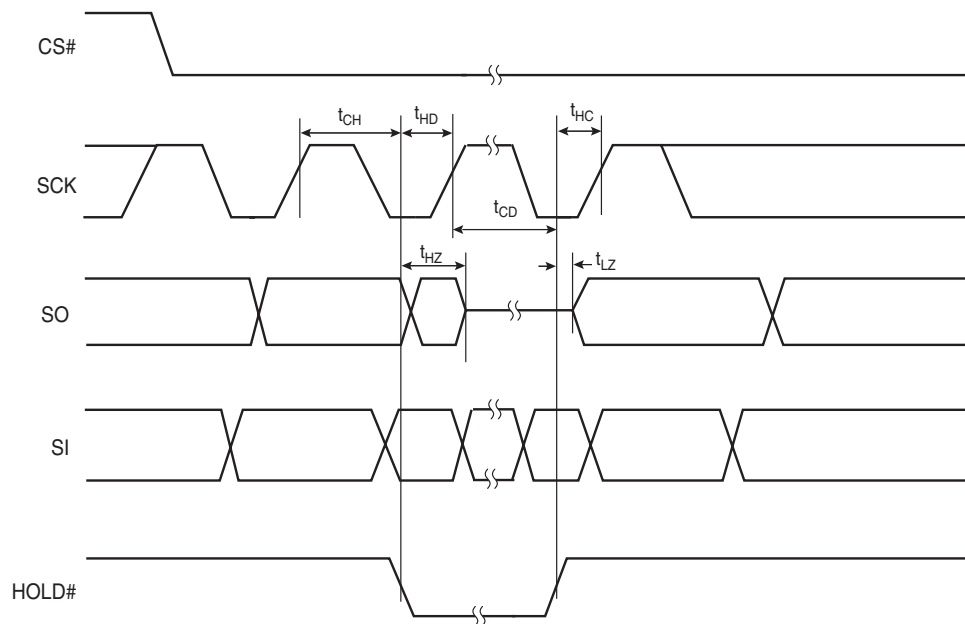 CS#
tCH
tHD
tHC
SCK
tCD
tHZ
tLZ
SO
SI
HOLD#